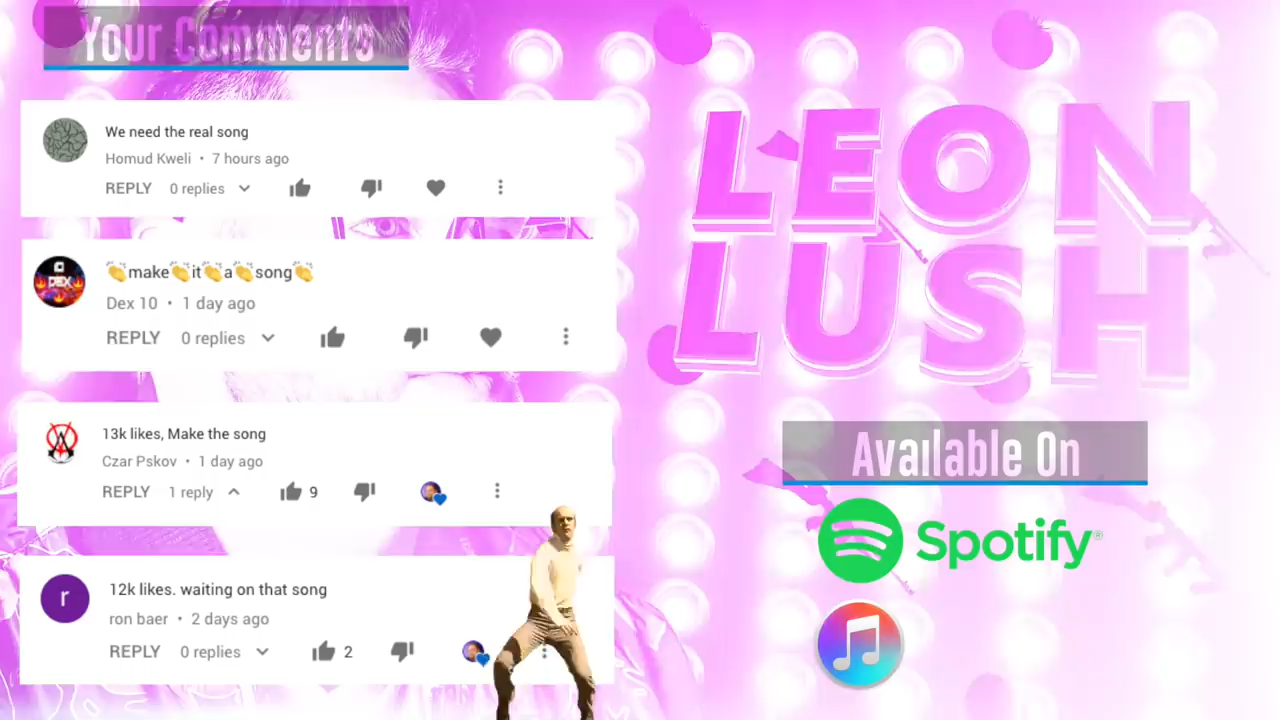 Your Comments
We need the real song
Homud Kweli • 7 hours ago
REPLY 0 replies
👏make👏it👏a👏song👏
DEX
Dex 10 • 1 day ago
REPLY 0 replies
13k likes, Make the song
Czar Pskov • 1 day ago
REPLY 1 reply 9
r
12k likes. waiting on that song
ron baer • 2 days ago
REPLY 0 replies 2
LEON
LUSH
Available On
Spotify®